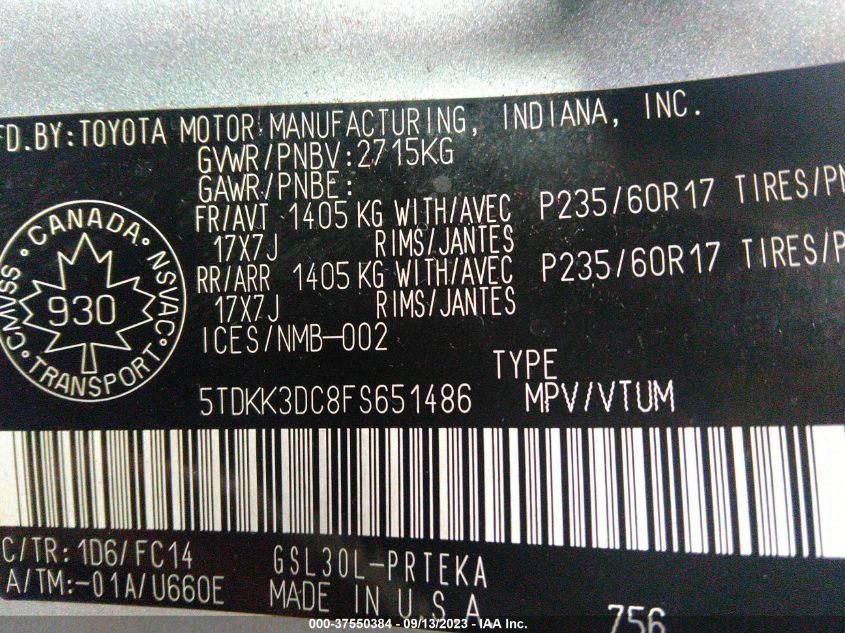 FD.BY:TOYOTA MOTOR MANUFACTURING, INDIANA, INC.
GVWR/PNBV:2715KG
GAWR/PNBE:
FR/AVT 1405 KG WITH/AVEC P235/60R17 TIRES/PN
17X7J RIMS/JANTES
RR/ARR 1405 KG WITH/AVEC P235/60R17 TIRES/P
17X7J RIMS/JANTES
ICES/NMB-002
CANADA NSVAC TRANSPORT CMVSS
930
TYPE
5TDKK3DC8FS651486 MPV/VTUM
C/TR:1D6/FC14 GSL30L-PRTEKA
A/TM:-01A/U660E MADE IN U.S.A
756
000-37550384 - 09/13/2023 - IAA Inc.